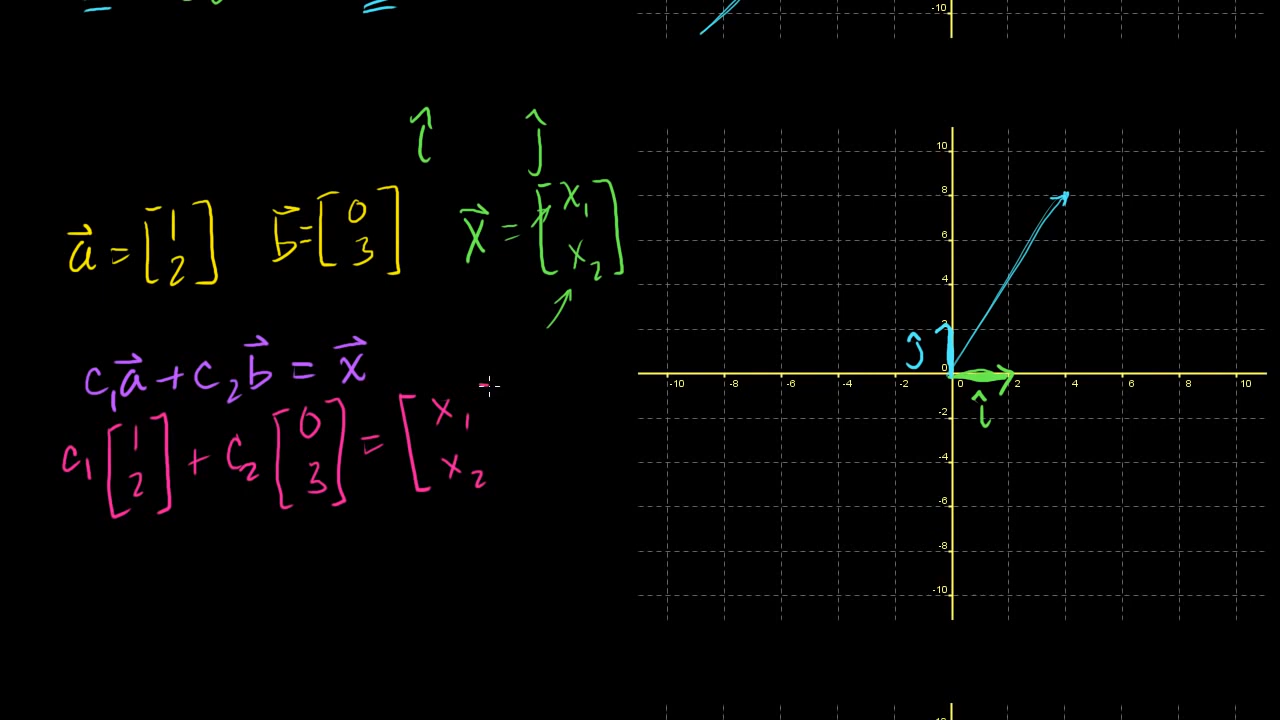 î ĵ
a⃗ = [1 2] b⃗ = [0 3] x⃗ = [x₁ x₂]
c₁a⃗ + c₂b⃗ = x⃗
c₁[1 2] + c₂[0 3] = [x₁ x₂
-10
10
8
6
4
2
0
-2
-4
-6
-8
-10
-10 -8 -6 -4 -2 0 2 4 6 8 10
ĵ
î